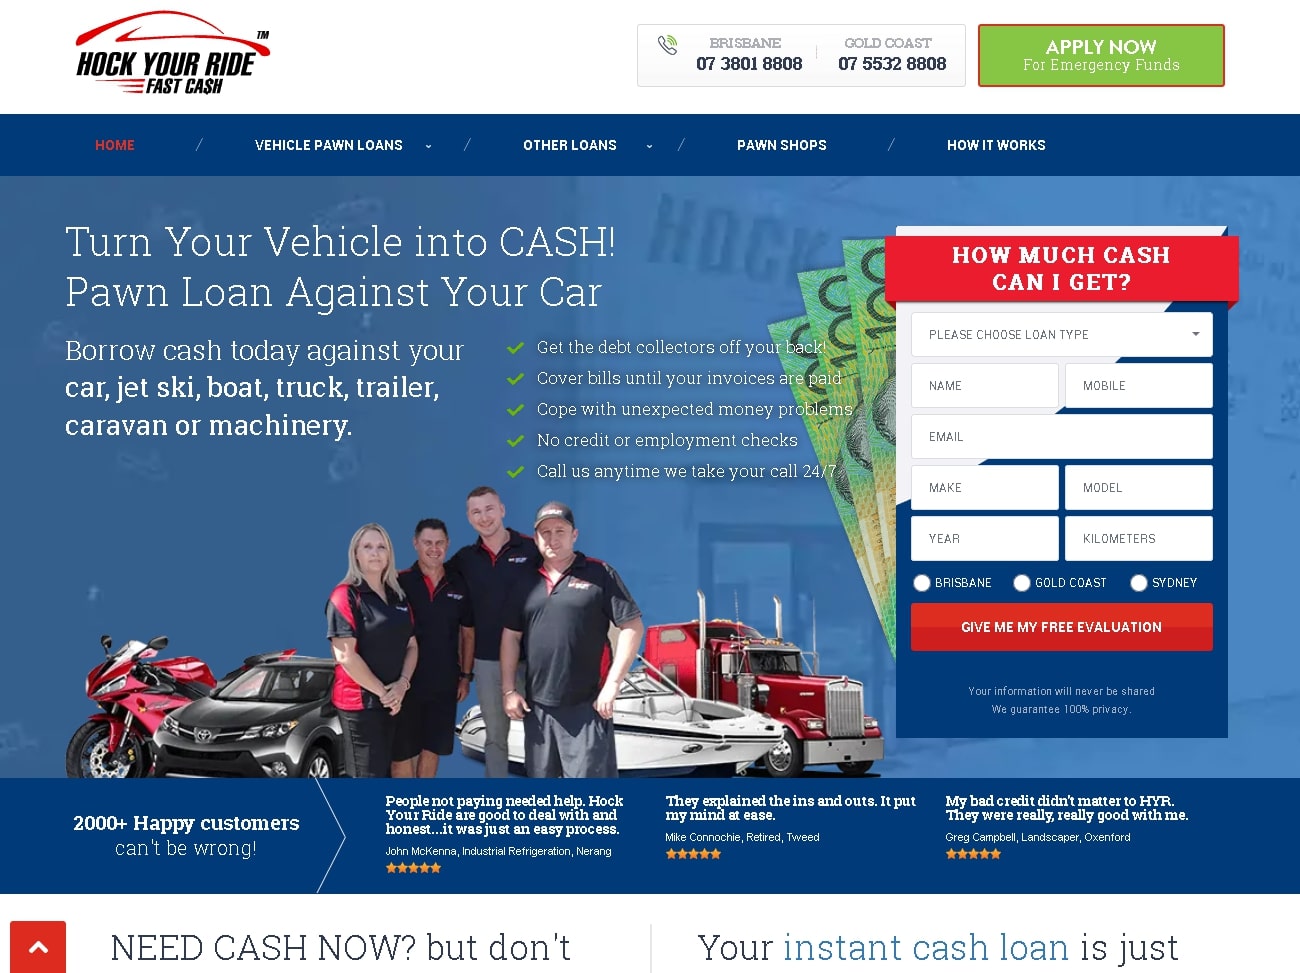 HOCK YOUR RIDE TM
FAST CA$H
BRISBANE
07 3801 8808
GOLD COAST
07 5532 8808
APPLY NOW
For Emergency Funds
HOME / VEHICLE PAWN LOANS / OTHER LOANS / PAWN SHOPS / HOW IT WORKS
Turn Your Vehicle into CASH!
Pawn Loan Against Your Car
Borrow cash today against your
car, jet ski, boat, truck, trailer,
caravan or machinery.
Get the debt collectors off your back!
Cover bills until your invoices are paid
Cope with unexpected money problems
No credit or employment checks
Call us anytime we take your call 24/7
HOCK
HOW MUCH CASH
CAN I GET?
PLEASE CHOOSE LOAN TYPE
NAME MOBILE
EMAIL
MAKE MODEL
YEAR KILOMETERS
BRISBANE GOLD COAST SYDNEY
GIVE ME MY FREE EVALUATION
Your information will never be shared
We guarantee 100% privacy.
2000+ Happy customers
can't be wrong!
People not paying needed help. Hock
Your Ride are good to deal with and
honest...it was just an easy process.
John McKenna, Industrial Refrigeration, Nerang
They explained the ins and outs. It put
my mind at ease.
Mike Connochie, Retired, Tweed
My bad credit didn't matter to HYR.
They were really, really good with me.
Greg Campbell, Landscaper, Oxenford
NEED CASH NOW? but don't
Your instant cash loan is just